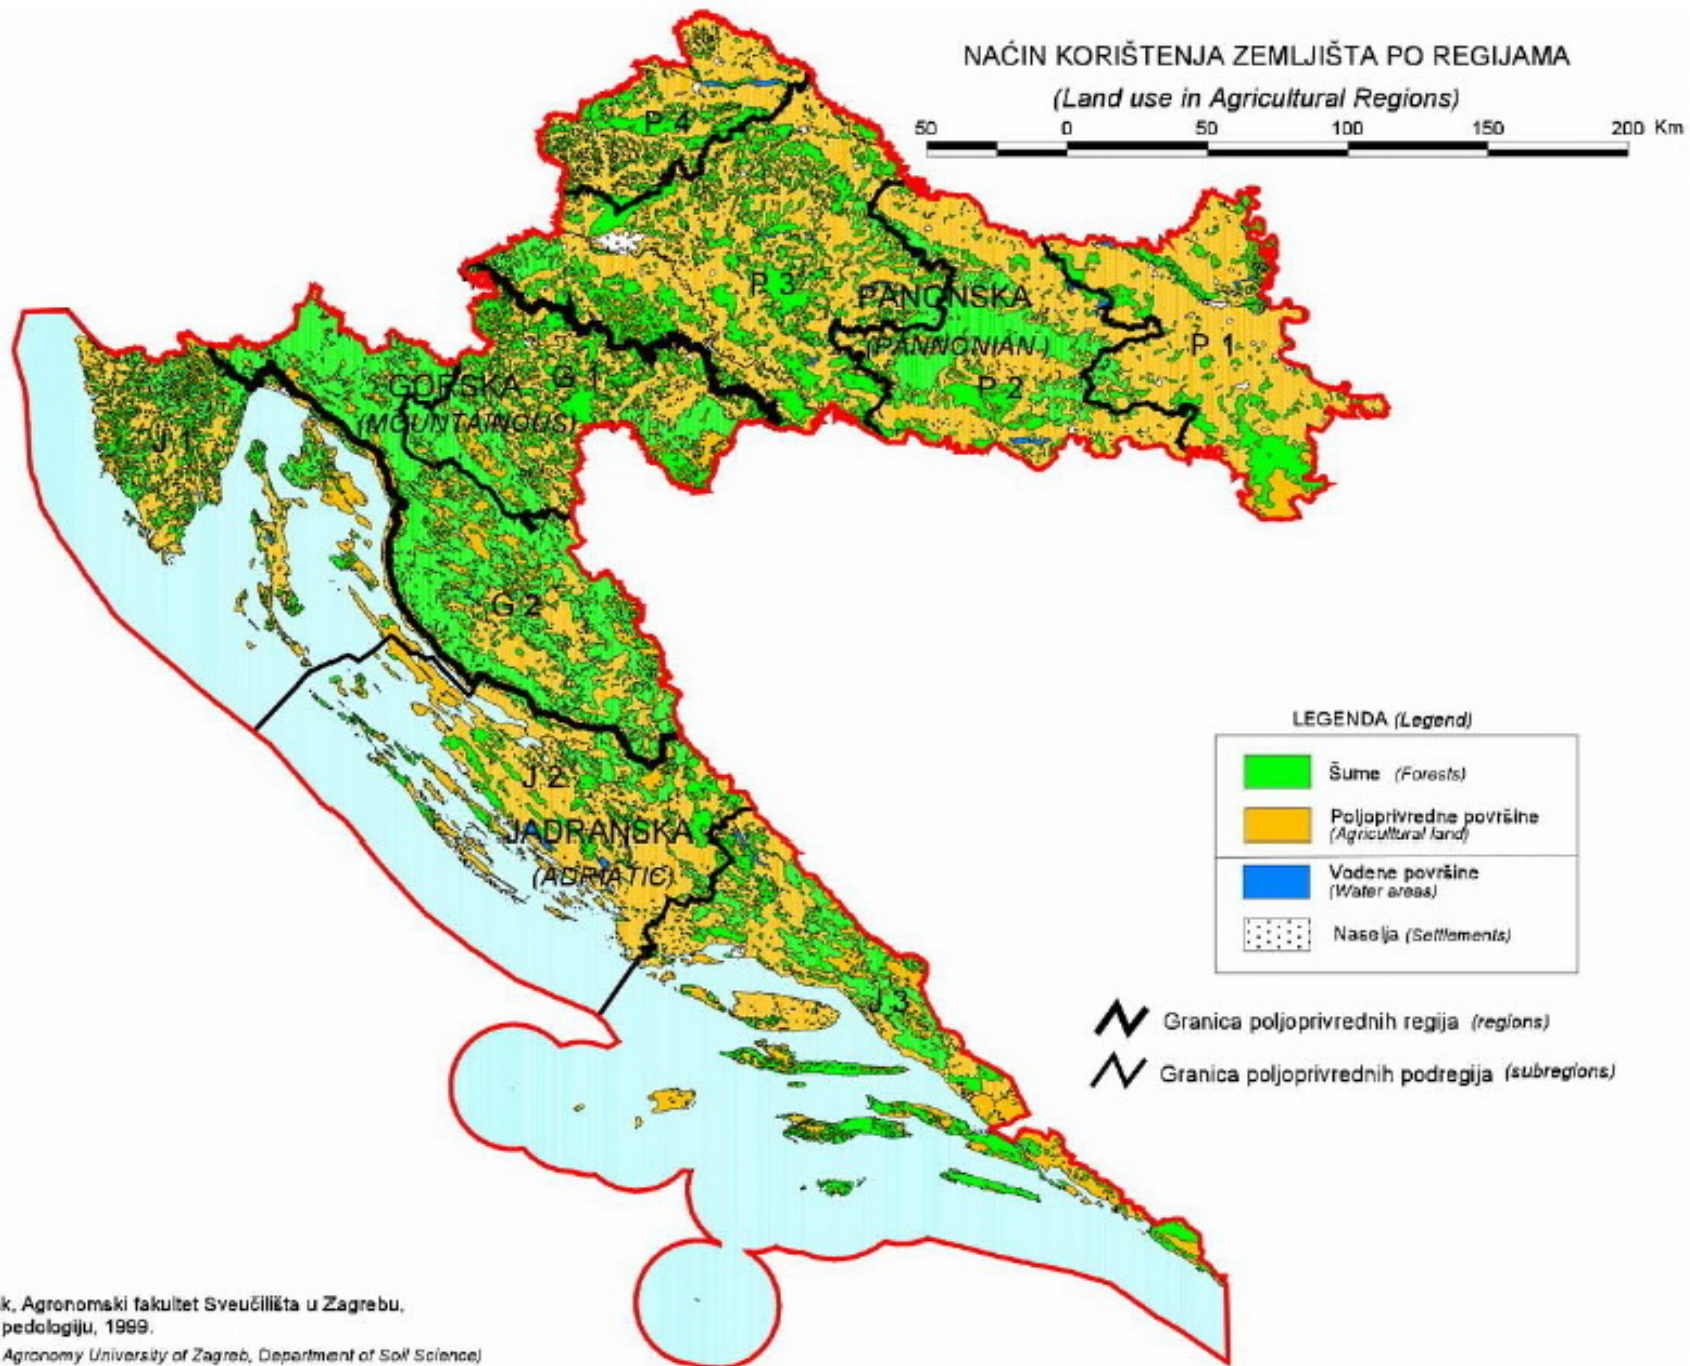 NAČIN KORIŠTENJA ZEMLJIŠTA PO REGIJAMA
(Land use in Agricultural Regions)
50 0 50 100 150 200 Km
P 4
P 3
PANONSKA
(PANNONIAN)
P 1
P 2
GORSKA
G 1
(MOUNTAINOUS)
J 1
G 2
J 2
JADRANSKA
(ADRIATIC)
J 3
LEGENDA (Legend)
Šume (Forests)
Poljoprivredne površine
(Agricultural land)
Vodene površine
(Water areas)
Naselja (Settlements)
Granica poljoprivrednih regija (regions)
Granica poljoprivrednih podregija (subregions)
k, Agronomski fakultet Sveučilišta u Zagrebu,
pedologiju, 1999.
Agronomy University of Zagreb, Department of Soil Science)